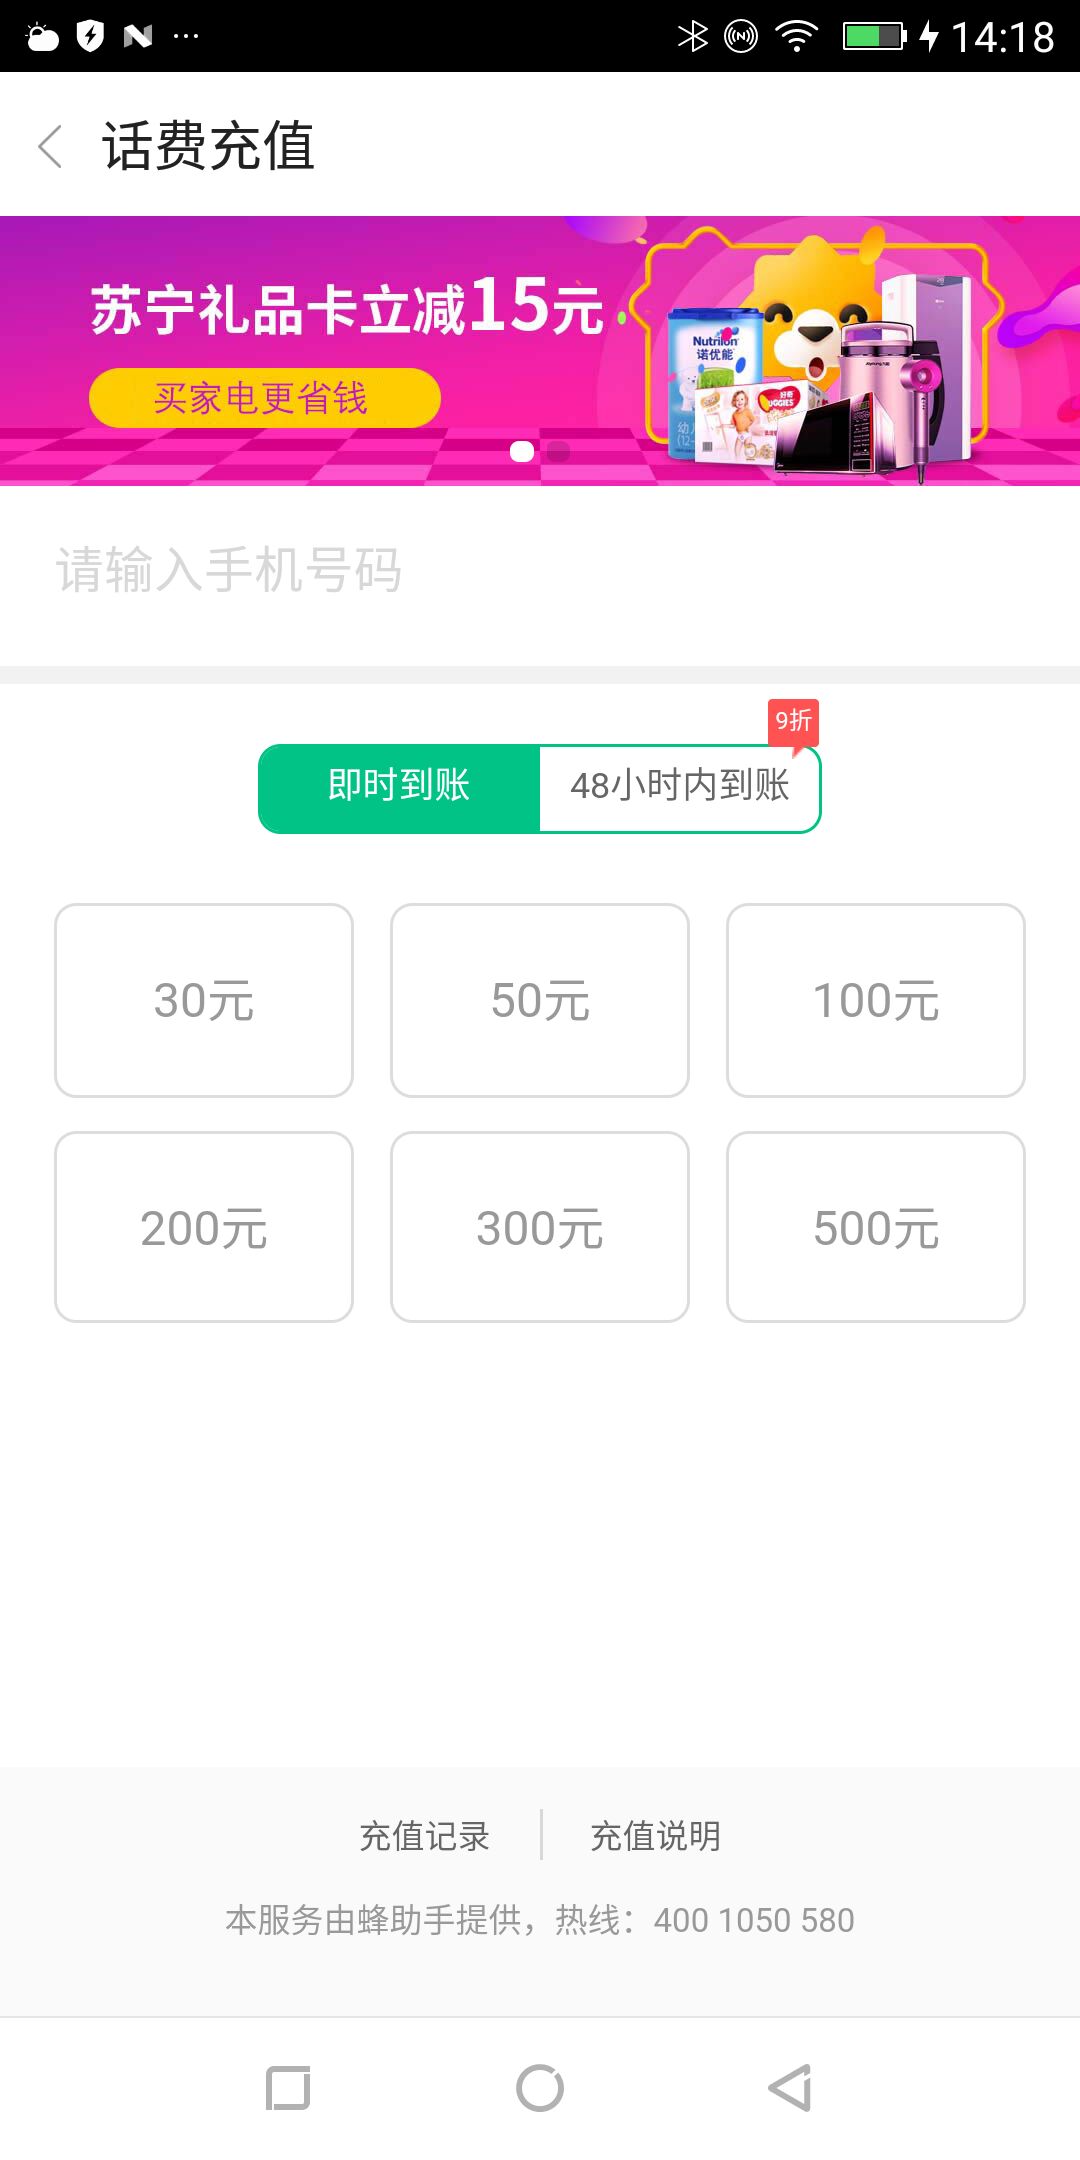 14:18
话费充值
苏宁礼品卡立减15元
买家电更省钱
Nutrilon
诺优能
好奇
请输入手机号码
9折
即时到账
48小时内到账
30元
50元
100元
200元
300元
500元
充值记录
充值说明
本服务由蜂助手提供，热线：400 1050 580